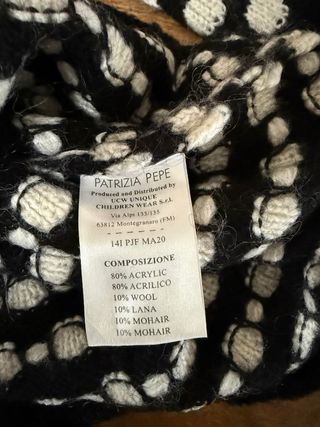 PATRIZIA PEPE
Produced and Distributed by
UCW UNIQUE
CHILDREN WEAR S.r.l.
Via Alpi 133/135
63812 Montegranaro (FM)
14I PJF MA20
COMPOSIZIONE
80% ACRYLIC
80% ACRILICO
10% WOOL
10% LANA
10% MOHAIR
10% MOHAIR